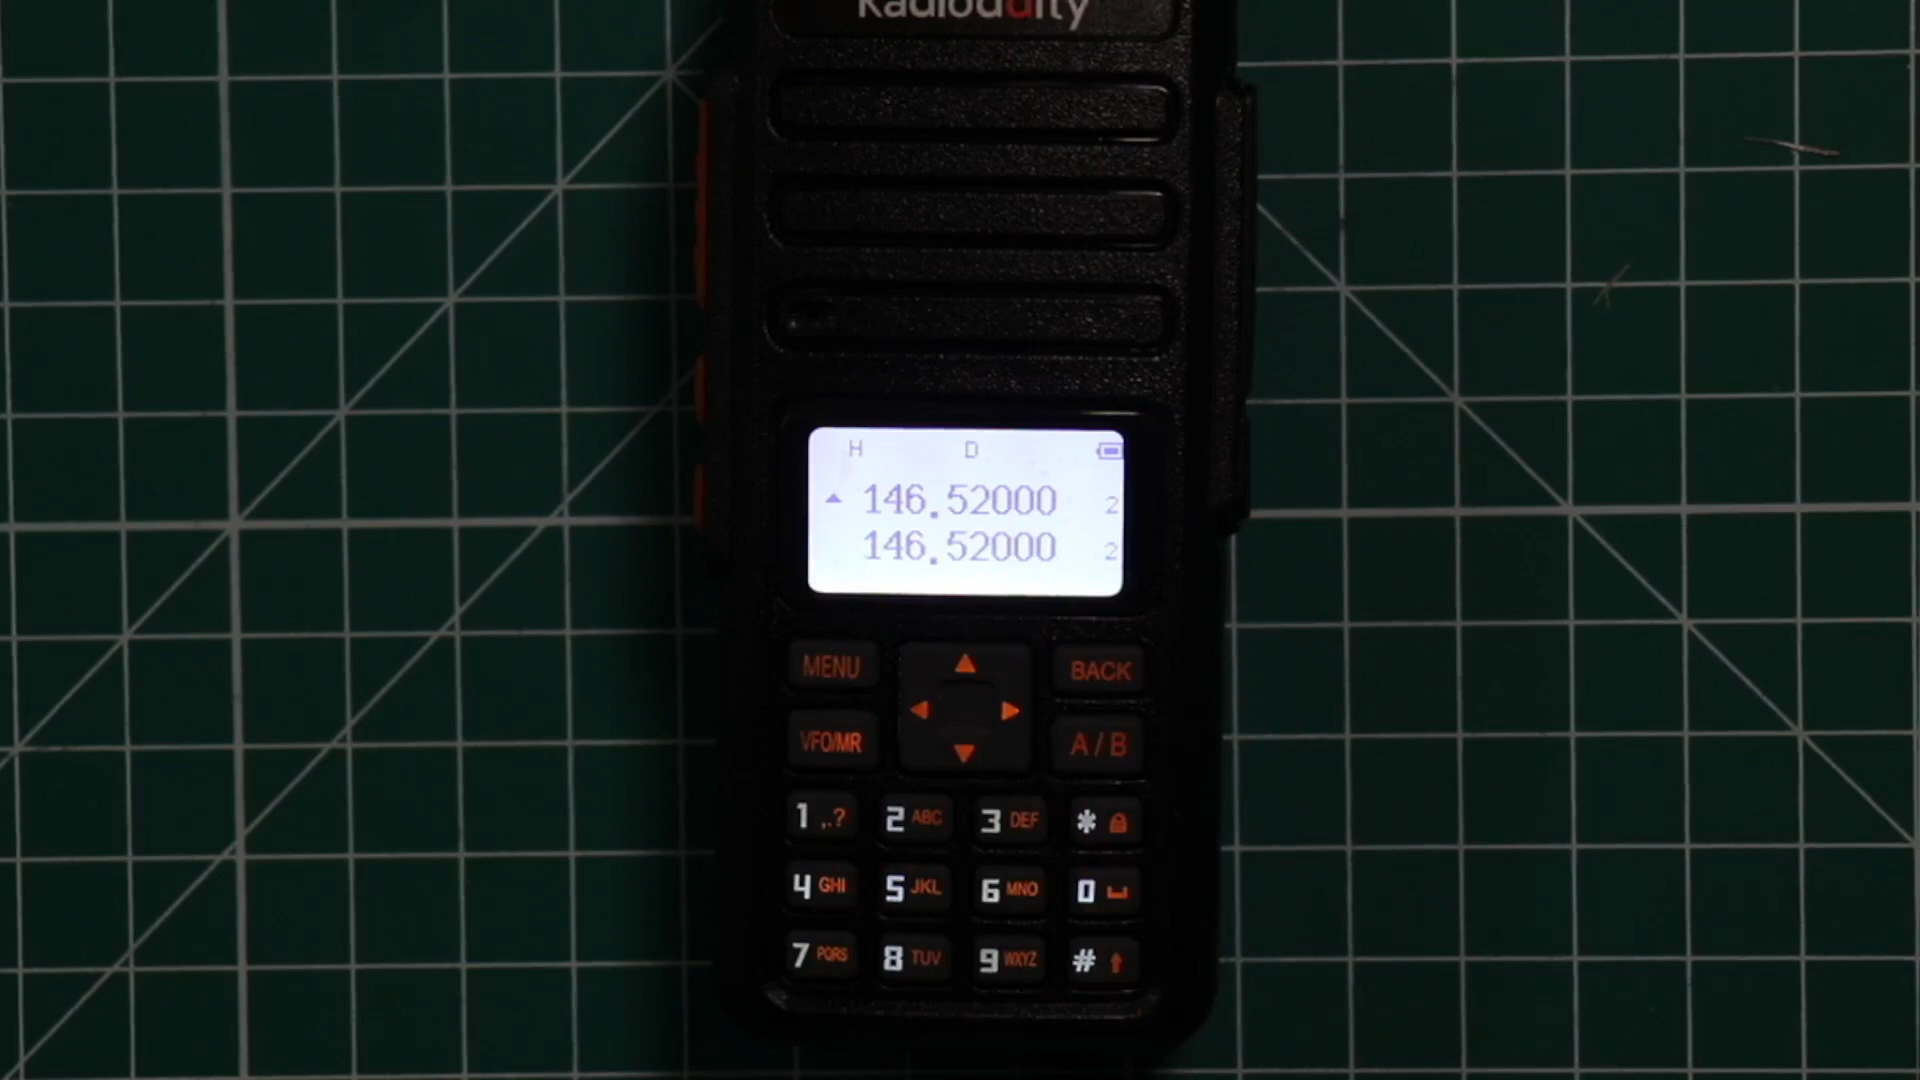 Radioddity
H D
146.52000 2
146.52000 2
MENU BACK
VFO/MR A/B
1 ,.? 2 ABC 3 DEF *
4 GHI 5 JKL 6 MNO 0
7 PQRS 8 TUV 9 WXYZ #